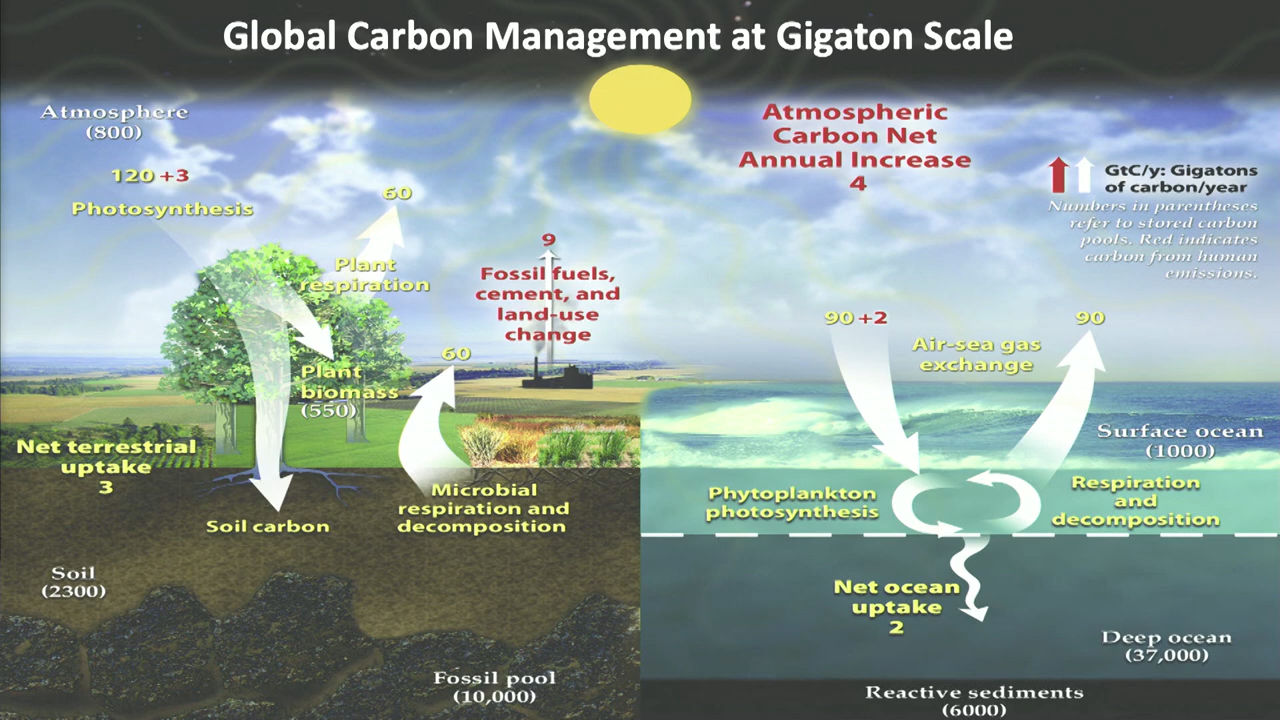 Global Carbon Management at Gigaton Scale
Atmosphere
(800)
120 +3
Photosynthesis
60
Plant
respiration
9
Fossil fuels,
cement, and
land-use
change
60
Plant
biomass
(550)
Net terrestrial
uptake
3
Soil carbon
Microbial
respiration and
decomposition
Soil
(2300)
Fossil pool
(10,000)
Atmospheric
Carbon Net
Annual Increase
4
GtC/y: Gigatons
of carbon/year
Numbers in parentheses
refer to stored carbon
pools. Red indicates
carbon from human
emissions.
90 +2
Air-sea gas
exchange
90
Surface ocean
(1000)
Phytoplankton
photosynthesis
Respiration
and
decomposition
Net ocean
uptake
2
Deep ocean
(37,000)
Reactive sediments
(6000)